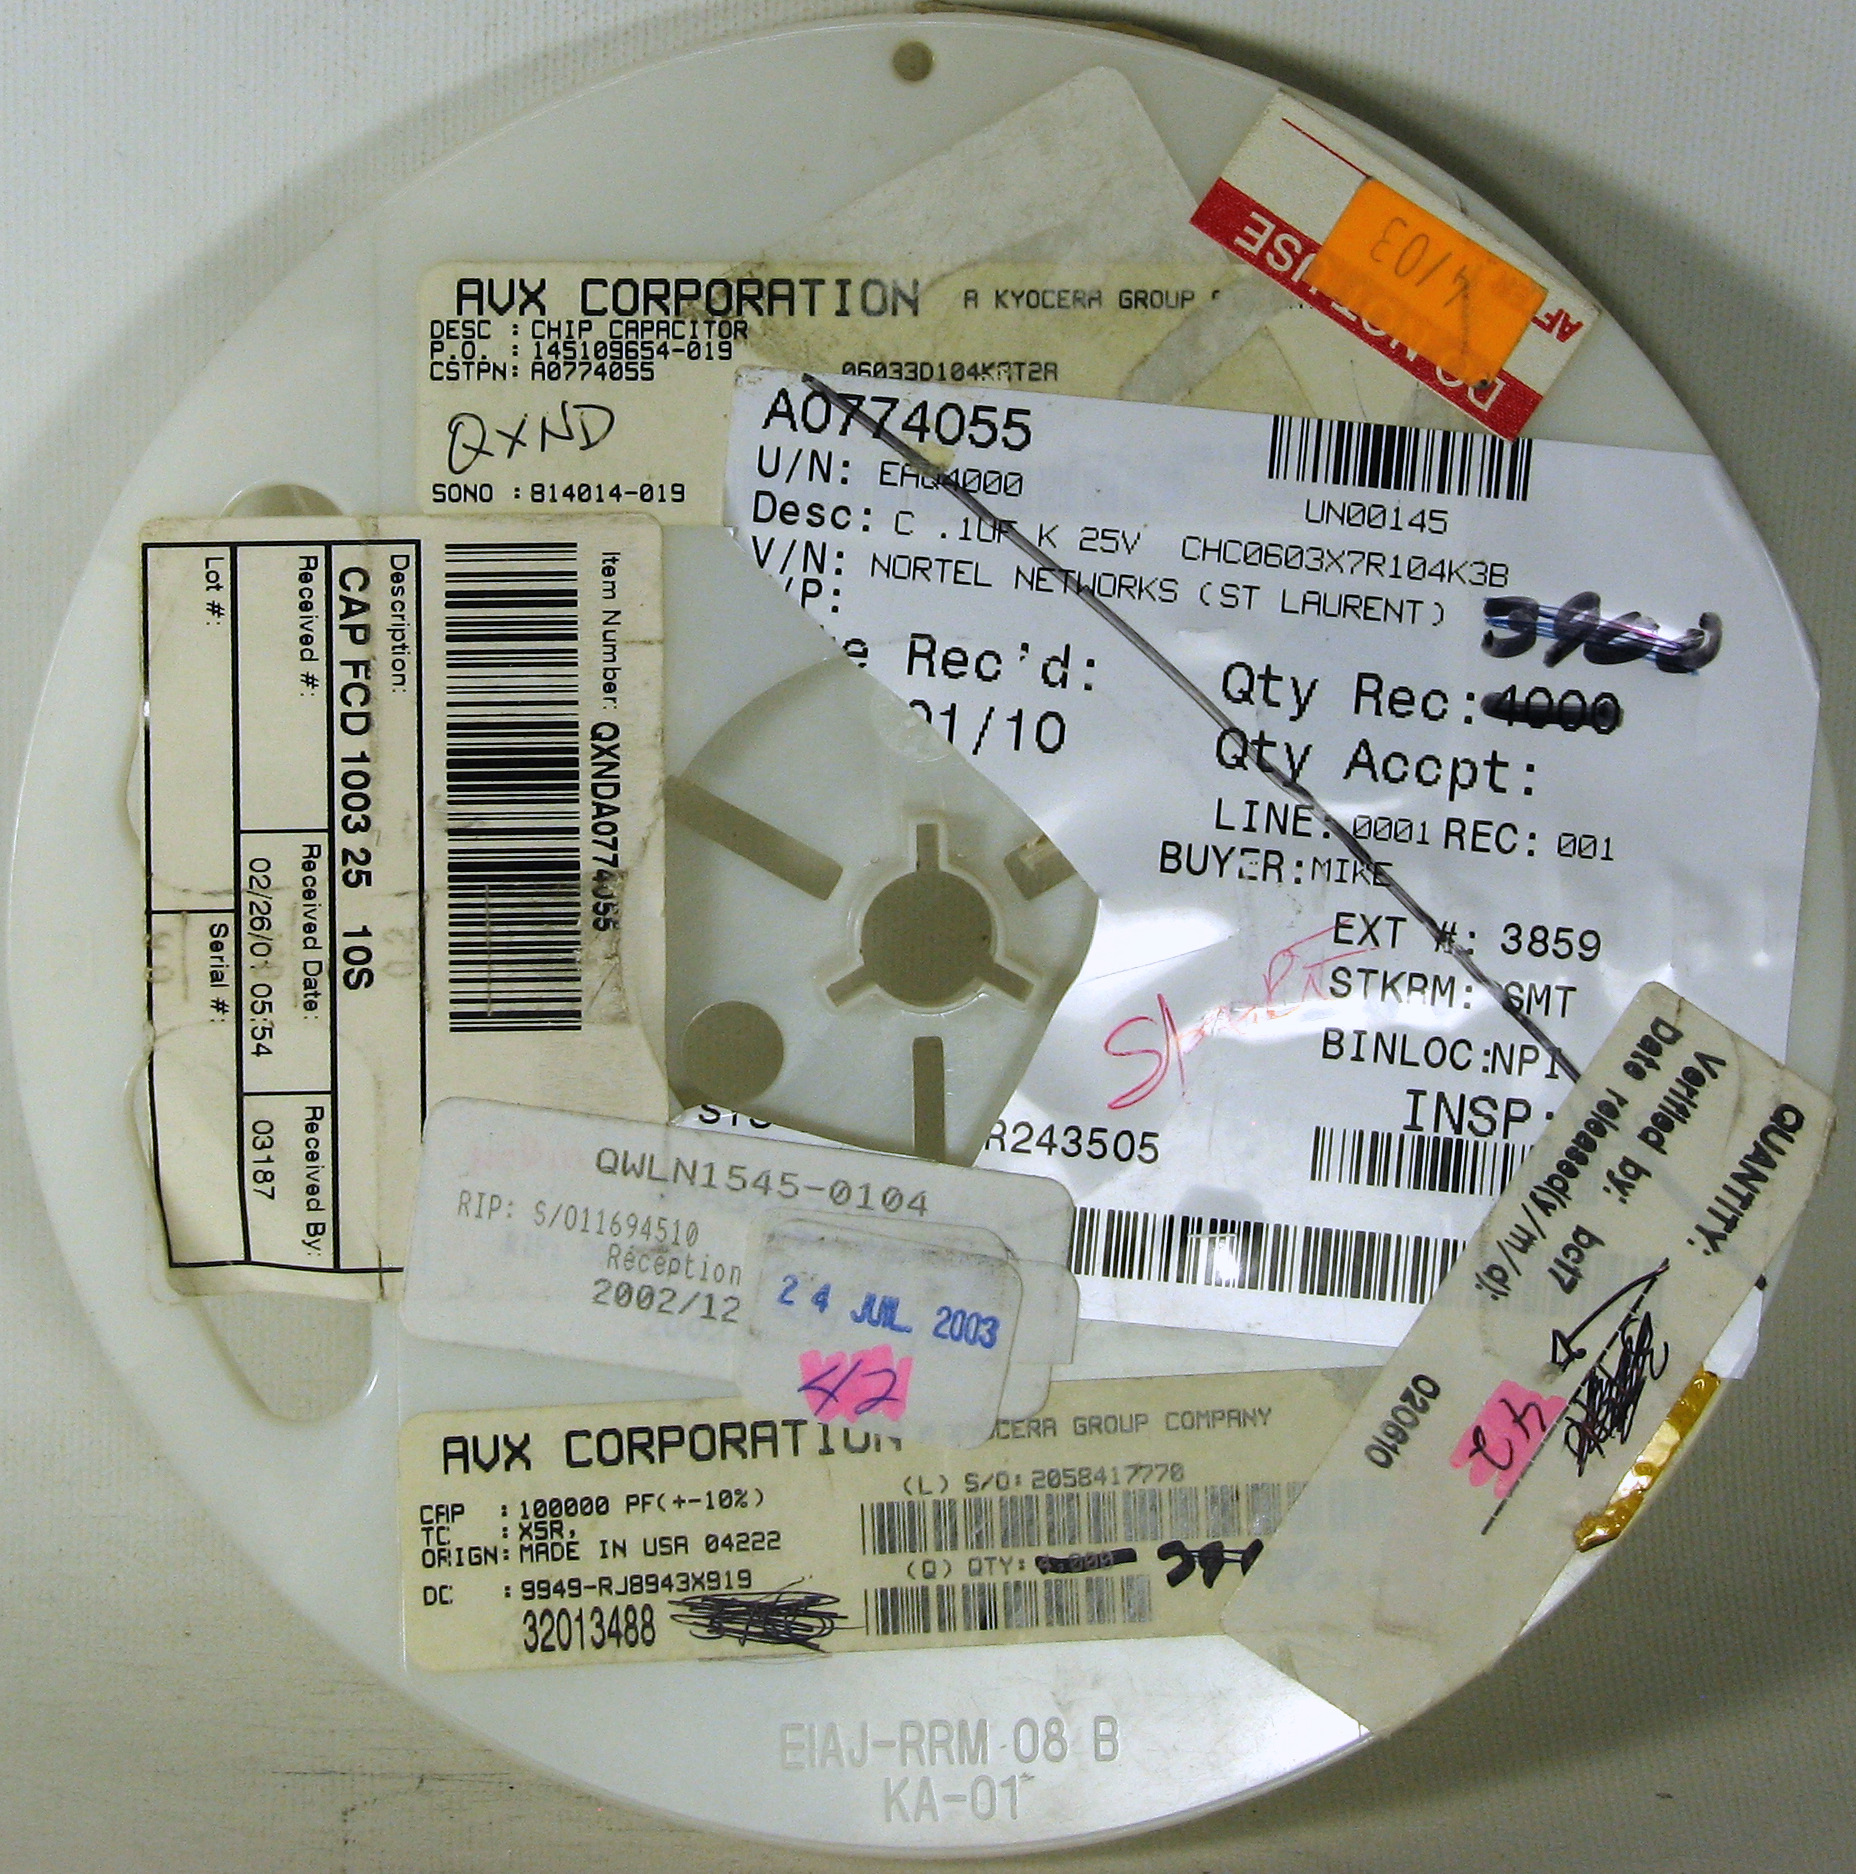 AVX CORPORATION A KYOCERA GROUP
DESC : CHIP CAPACITOR
P.O. : 145109654-019
CSTPN: A0774055 06033D104KAT2A
QXND
SONO : 814014-019
DO NOT USE
AF
4/03
A0774055
U/N: EAQ4000
UN00145
Desc: C .1UF K 25V CHC0603X7R104K3B
V/N: NORTEL NETWORKS (ST LAURENT)
/P:
e Rec'd:
01/10
Qty Rec: 4000
Qty Accpt:
LINE: 0001 REC: 001
BUYER: MIKE
EXT #: 3859
STKRM: SMT
BINLOC: NPI
INSP:
R243505
Item Number: QXNDA0774055
Description:
CAP FCD 1003 25 10S
Received #:
Received Date:
02/26/01 05:54
Received By:
03187
Lot #:
Serial #:
QWLN1545-0104
RIP: S/O11694510
Réception
2002/12
24 JUIL 2003
42
QUANTITY:
Verified by: bc17
Date released(y/m/d):
020610
42
AVX CORPORATION KYOCERA GROUP COMPANY
(L) S/O: 2058417770
CAP : 100000 PF(+-10%)
TC : X5R,
ORIGN: MADE IN USA 04222
(Q) QTY: 4,000
DC : 9949-RJ8943X919
32013488
EIAJ-RRM 08 B
KA-01